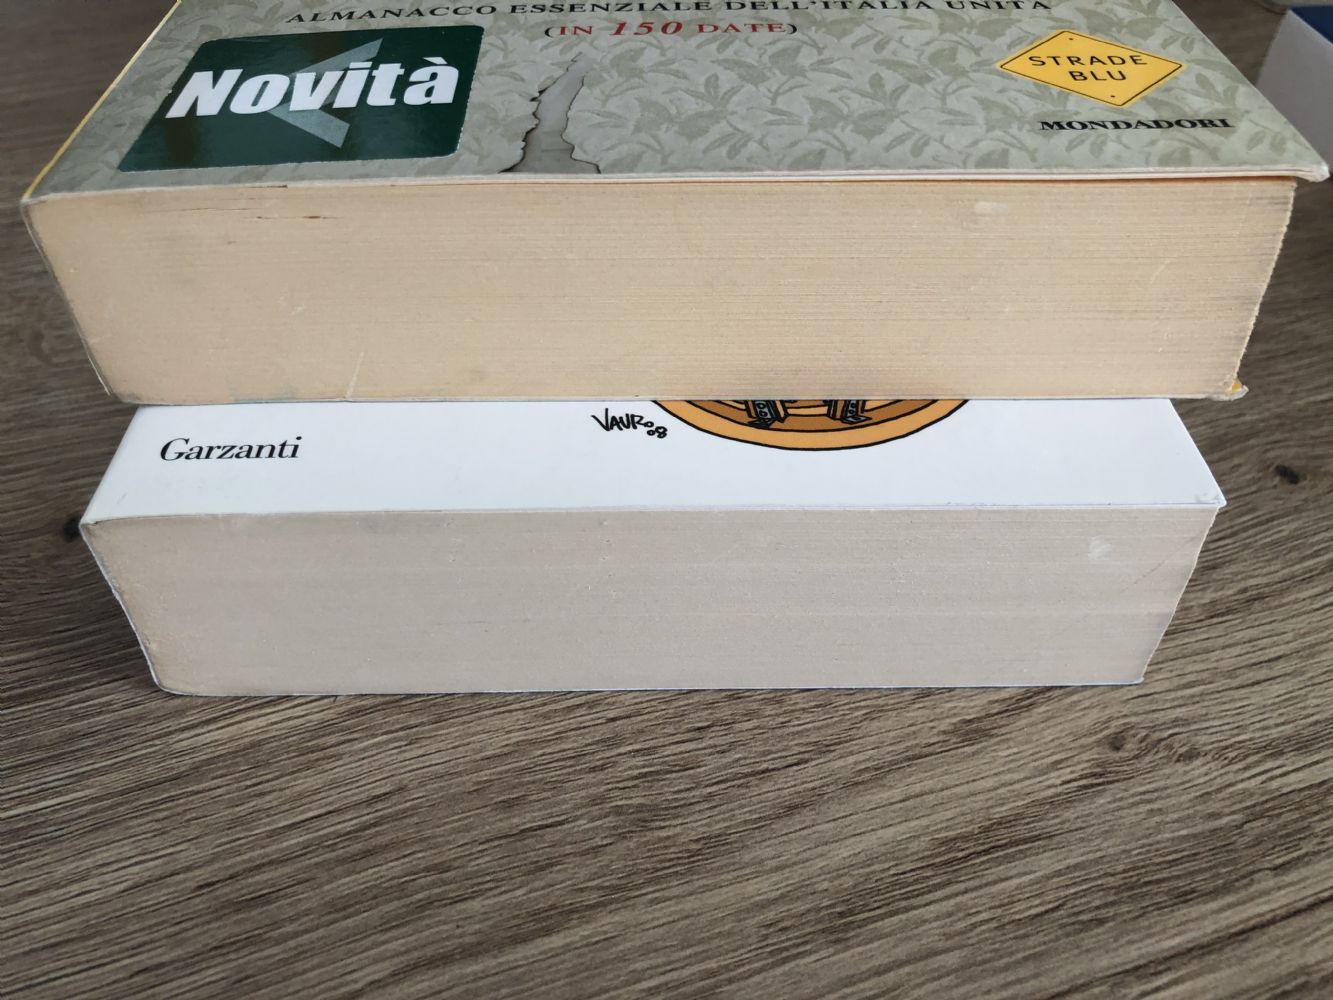 ALMANACCO ESSENZIALE DELL'ITALIA UNITA
(IN 150 DATE)
Novità
STRADE
BLU
MONDADORI
Garzanti
VAURO
08